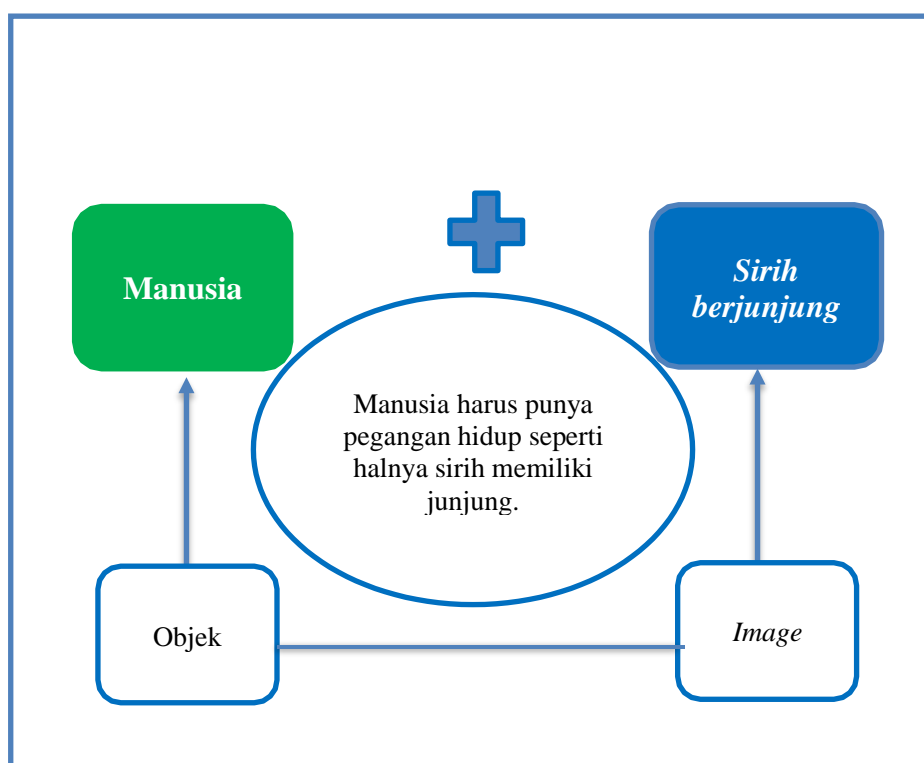 Manusia
Sirih
berjunjung
Manusia harus punya
pegangan hidup seperti
halnya sirih memiliki
junjung.
Objek
Image